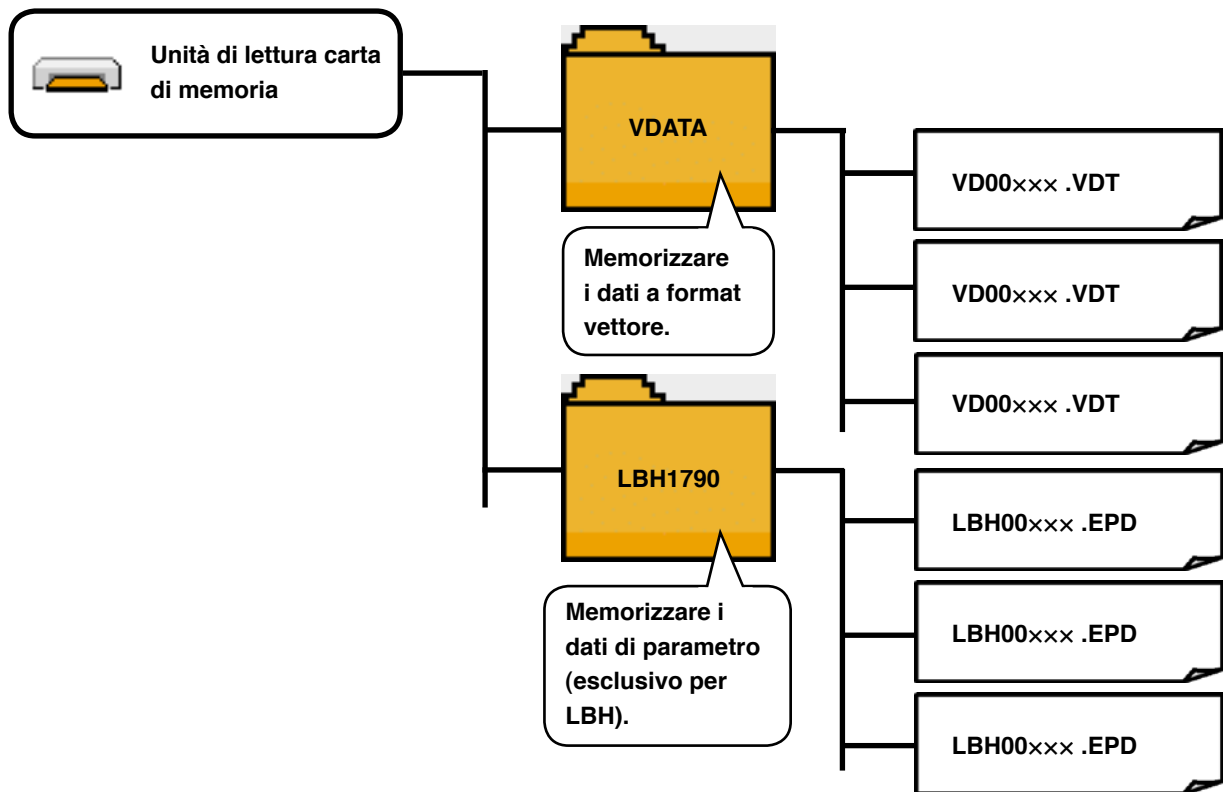 Unità di lettura carta
di memoria
VDATA
Memorizzare
i dati a format
vettore.
VD00××× .VDT
VD00××× .VDT
VD00××× .VDT
LBH1790
Memorizzare i
dati di parametro
(esclusivo per
LBH).
LBH00××× .EPD
LBH00××× .EPD
LBH00××× .EPD